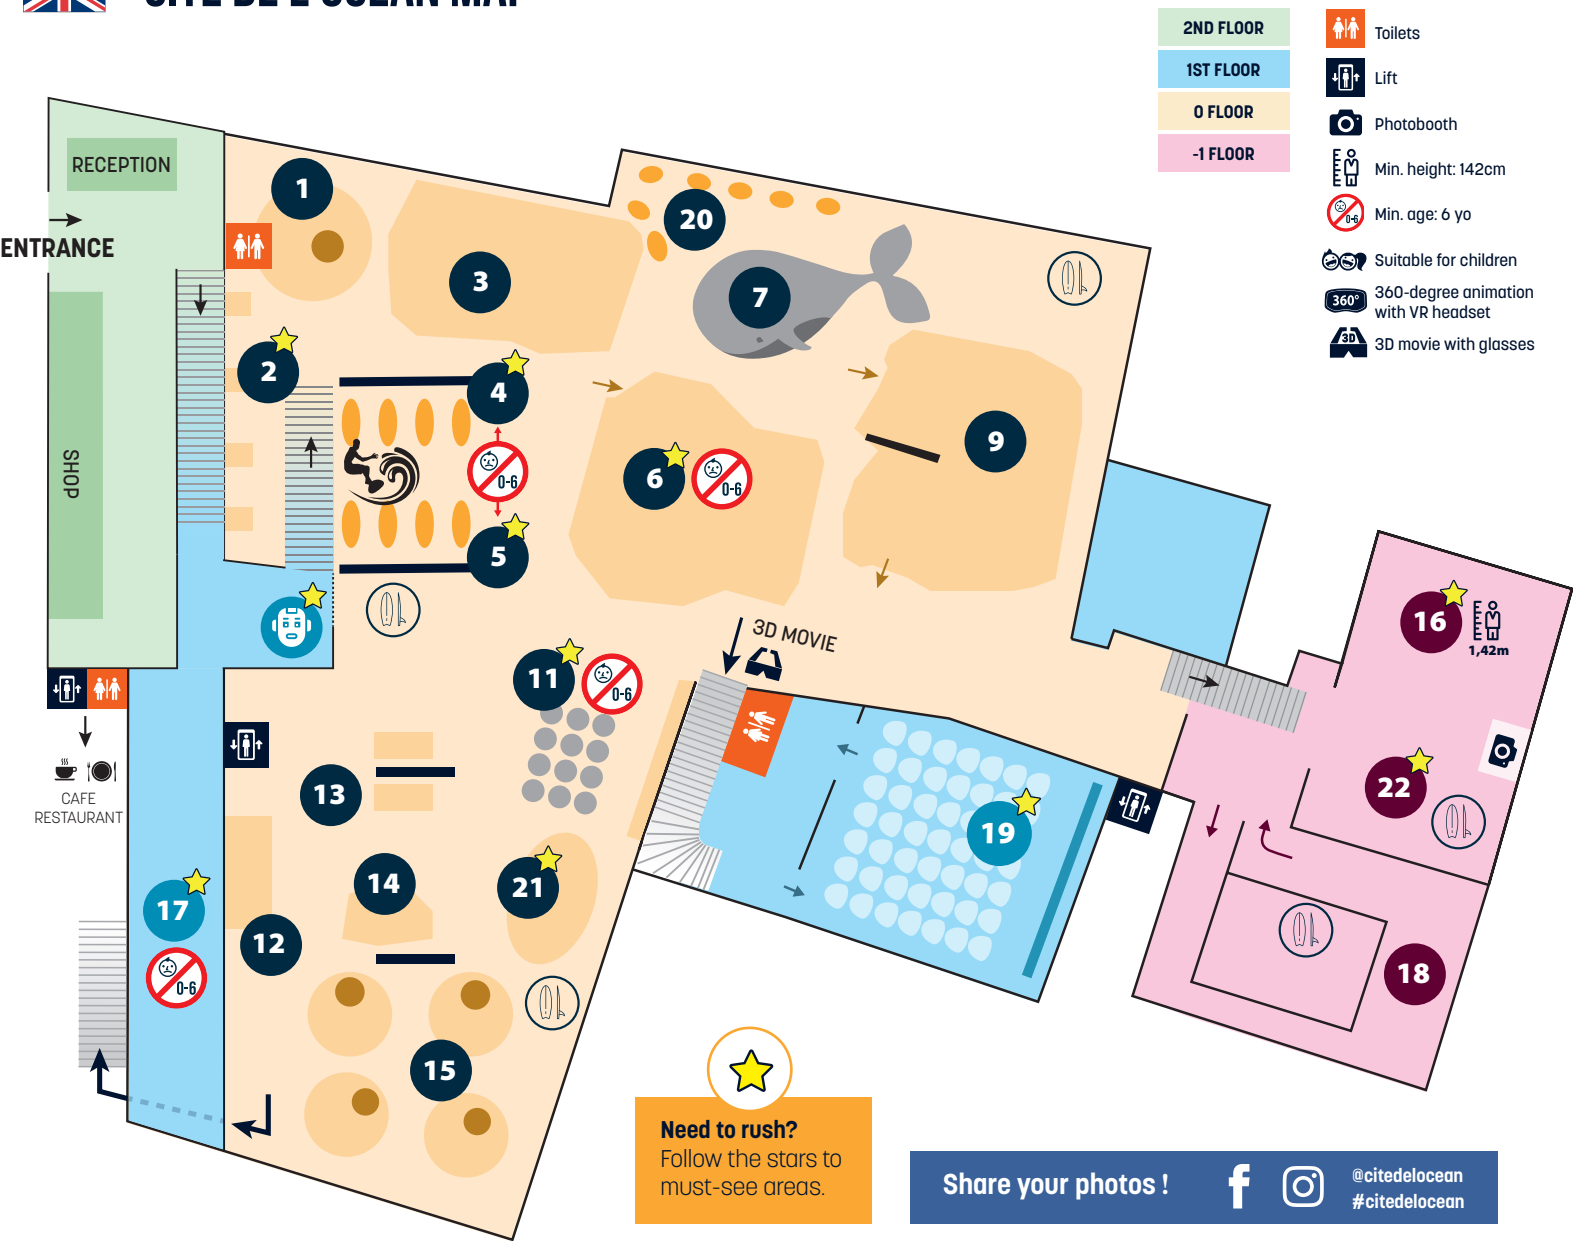 CITÉ DE L'OCÉAN MAP
2ND FLOOR
1ST FLOOR
0 FLOOR
-1 FLOOR
Toilets
Lift
Photobooth
Min. height: 142cm
0-6
Min. age: 6 yo
Suitable for children
360°
360-degree animation
with VR headset
3D
3D movie with glasses
RECEPTION
ENTRANCE
SHOP
1
2
3
4
0-6
5
20
7
6
0-6
9
3D MOVIE
11
0-6
CAFE
RESTAURANT
13
14
21
17
0-6
12
15
19
16
1,42m
22
18
Need to rush?
Follow the stars to
must-see areas.
Share your photos !
@citedelocean
#citedelocean